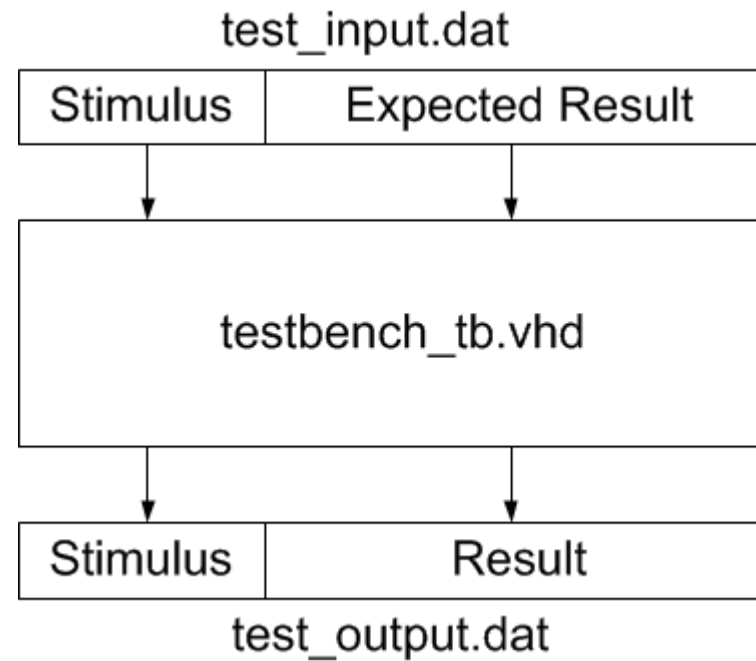 test_input.dat
Stimulus Expected Result
testbench_tb.vhd
Stimulus Result
test_output.dat